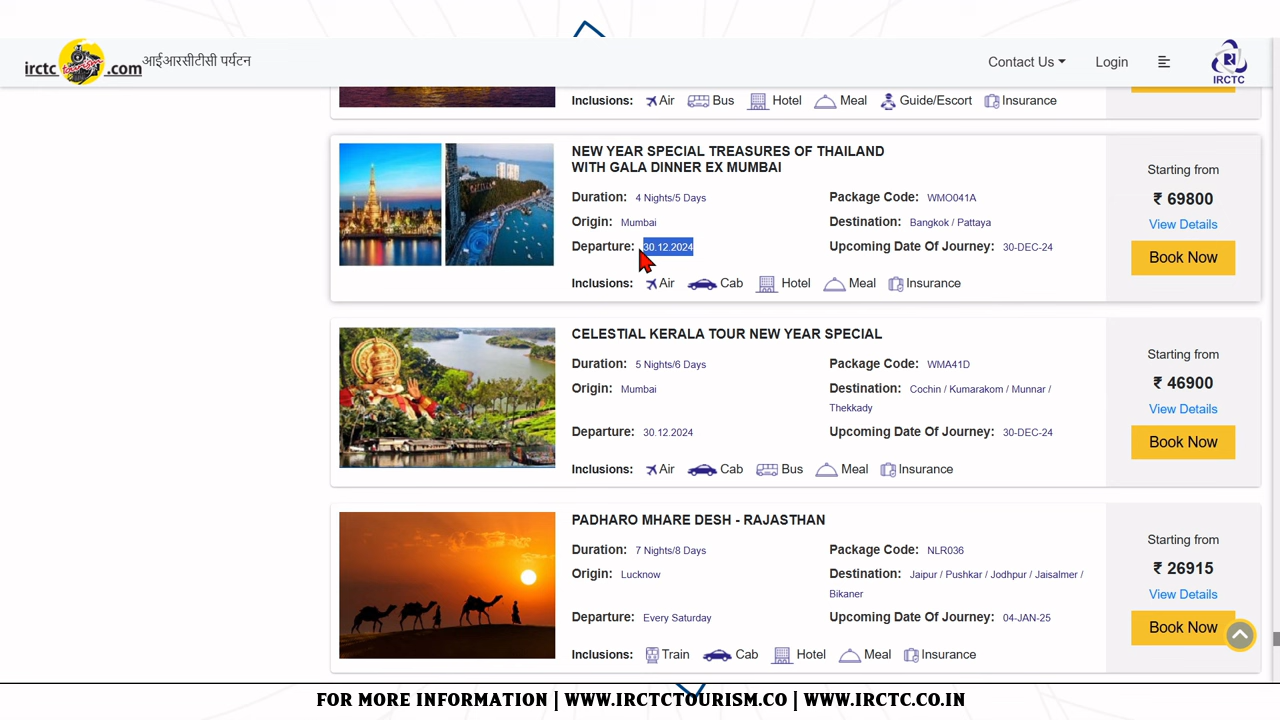 irctc tourism .com
आईआरसीटीसी पर्यटन
Contact Us
Login
IRCTC
Inclusions: Air Bus Hotel Meal Guide/Escort Insurance
NEW YEAR SPECIAL TREASURES OF THAILAND
WITH GALA DINNER EX MUMBAI
Duration: 4 Nights/5 Days
Package Code: WMO041A
Origin: Mumbai
Destination: Bangkok / Pattaya
Departure: 30.12.2024
Upcoming Date Of Journey: 30-DEC-24
Inclusions: Air Cab Hotel Meal Insurance
Starting from
₹ 69800
View Details
Book Now
CELESTIAL KERALA TOUR NEW YEAR SPECIAL
Duration: 5 Nights/6 Days
Package Code: WMA41D
Origin: Mumbai
Destination: Cochin / Kumarakom / Munnar /
Thekkady
Departure: 30.12.2024
Upcoming Date Of Journey: 30-DEC-24
Inclusions: Air Cab Bus Meal Insurance
Starting from
₹ 46900
View Details
Book Now
PADHARO MHARE DESH - RAJASTHAN
Duration: 7 Nights/8 Days
Package Code: NLR036
Origin: Lucknow
Destination: Jaipur / Pushkar / Jodhpur / Jaisalmer /
Bikaner
Departure: Every Saturday
Upcoming Date Of Journey: 04-JAN-25
Inclusions: Train Cab Hotel Meal Insurance
Starting from
₹ 26915
View Details
Book Now
FOR MORE INFORMATION | WWW.IRCTCTOURISM.CO | WWW.IRCTC.CO.IN